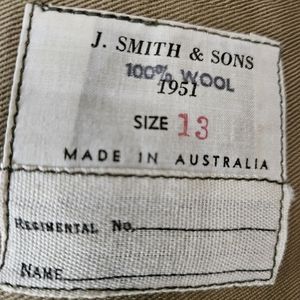 J. SMITH & SONS
100% WOOL
1951
SIZE 13
MADE IN AUSTRALIA
REGIMENTAL NO.
NAME